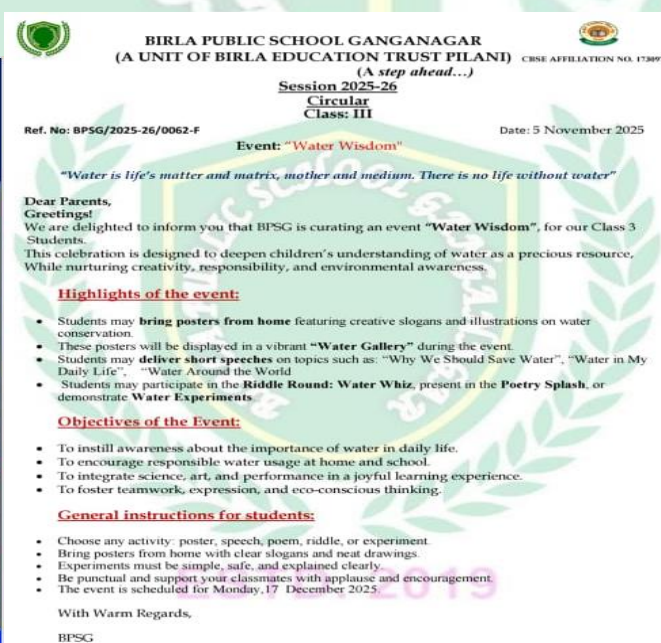 BIRLA PUBLIC SCHOOL GANGANAGAR
(A UNIT OF BIRLA EDUCATION TRUST PILANI) CBSE AFFILIATION NO. 17309
(A step ahead...)
Session 2025-26
Circular
Class: III
Ref. No: BPSG/2025-26/0062-F Date: 5 November 2025
Event: "Water Wisdom"
"Water is life's matter and matrix, mother and medium. There is no life without water"
Dear Parents,
Greetings!
We are delighted to inform you that BPSG is curating an event "Water Wisdom", for our Class 3
Students.
This celebration is designed to deepen children's understanding of water as a precious resource,
While nurturing creativity, responsibility, and environmental awareness.
Highlights of the event:
• Students may bring posters from home featuring creative slogans and illustrations on water
conservation.
• These posters will be displayed in a vibrant "Water Gallery" during the event.
• Students may deliver short speeches on topics such as: "Why We Should Save Water", "Water in My
Daily Life", "Water Around the World
• Students may participate in the Riddle Round: Water Whiz, present in the Poetry Splash, or
demonstrate Water Experiments
Objectives of the Event:
• To instill awareness about the importance of water in daily life.
• To encourage responsible water usage at home and school.
• To integrate science, art, and performance in a joyful learning experience.
• To foster teamwork, expression, and eco-conscious thinking.
General instructions for students:
• Choose any activity: poster, speech, poem, riddle, or experiment.
• Bring posters from home with clear slogans and neat drawings.
• Experiments must be simple, safe, and explained clearly.
• Be punctual and support your classmates with applause and encouragement.
• The event is scheduled for Monday,17 December 2025.
With Warm Regards,
BPSG